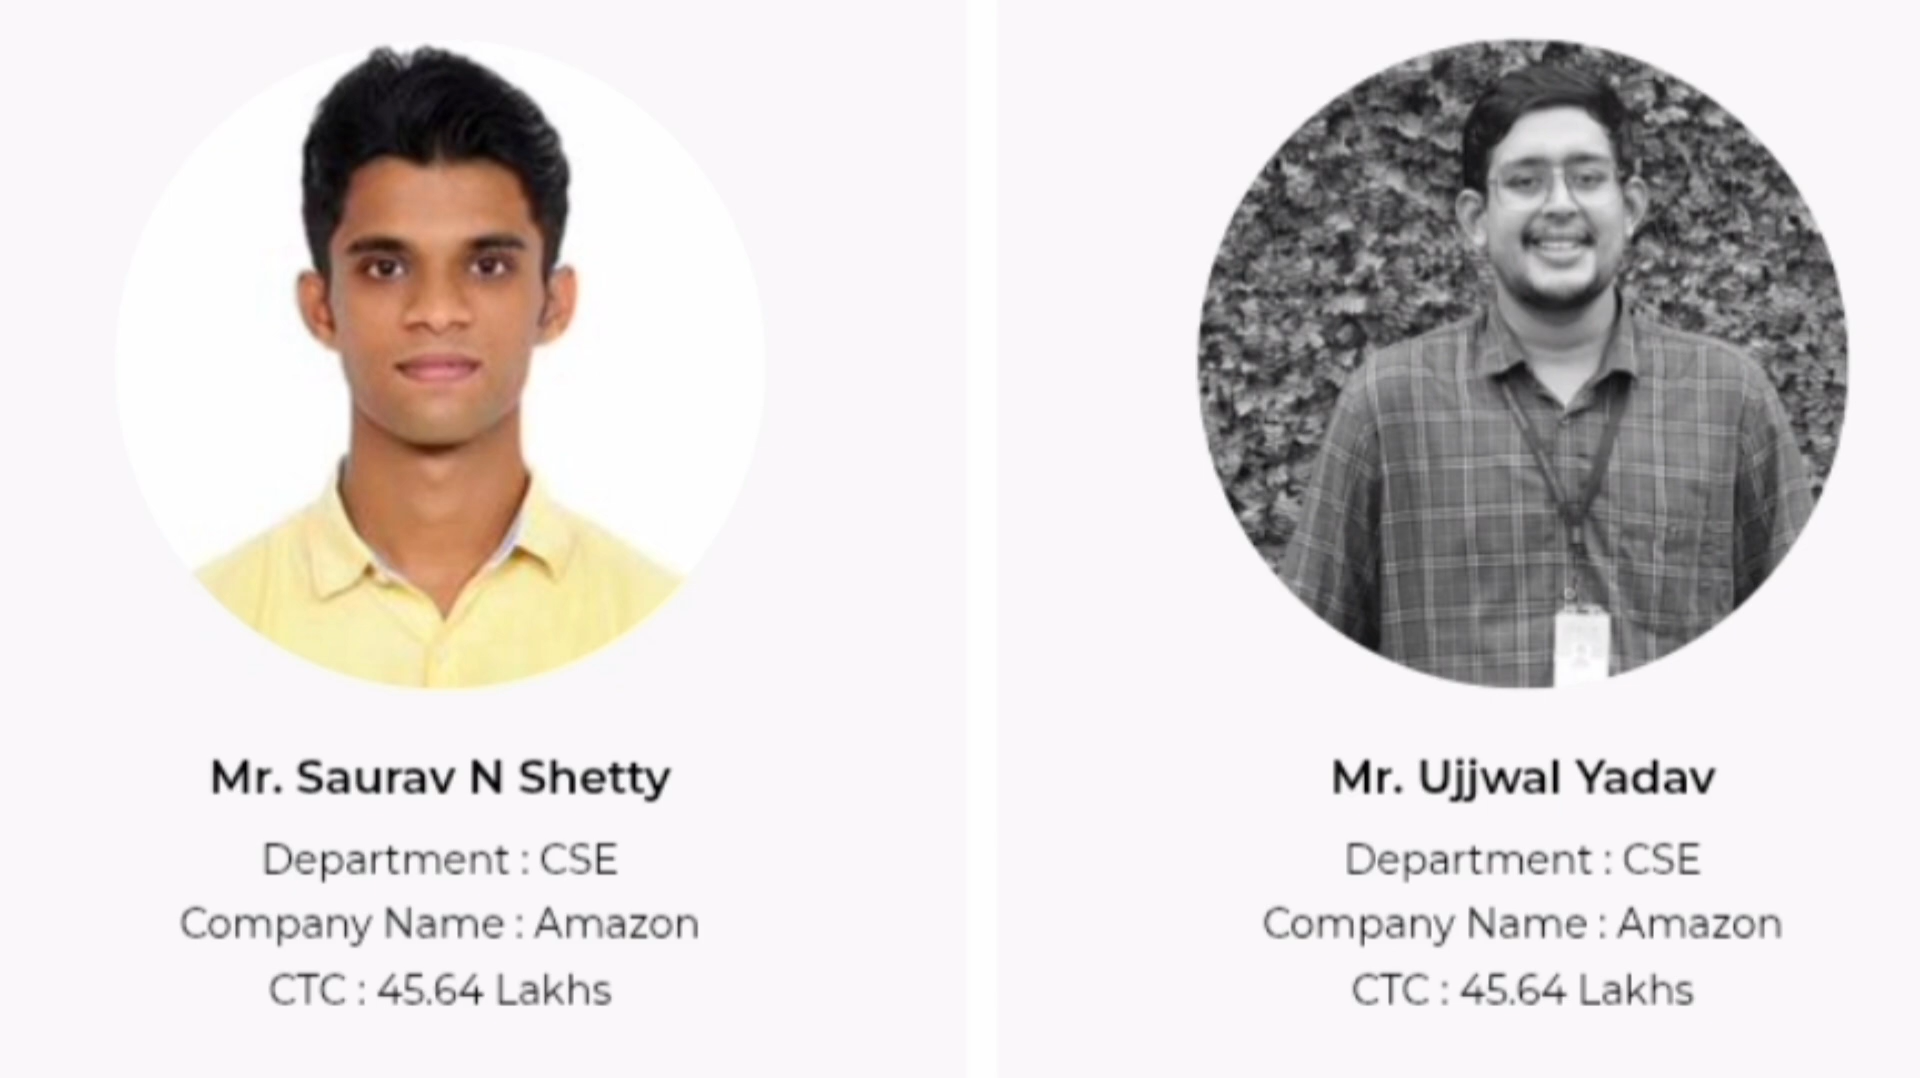 Mr. Saurav N Shetty
Department : CSE
Company Name : Amazon
CTC : 45.64 Lakhs
Mr. Ujjwal Yadav
Department : CSE
Company Name : Amazon
CTC : 45.64 Lakhs